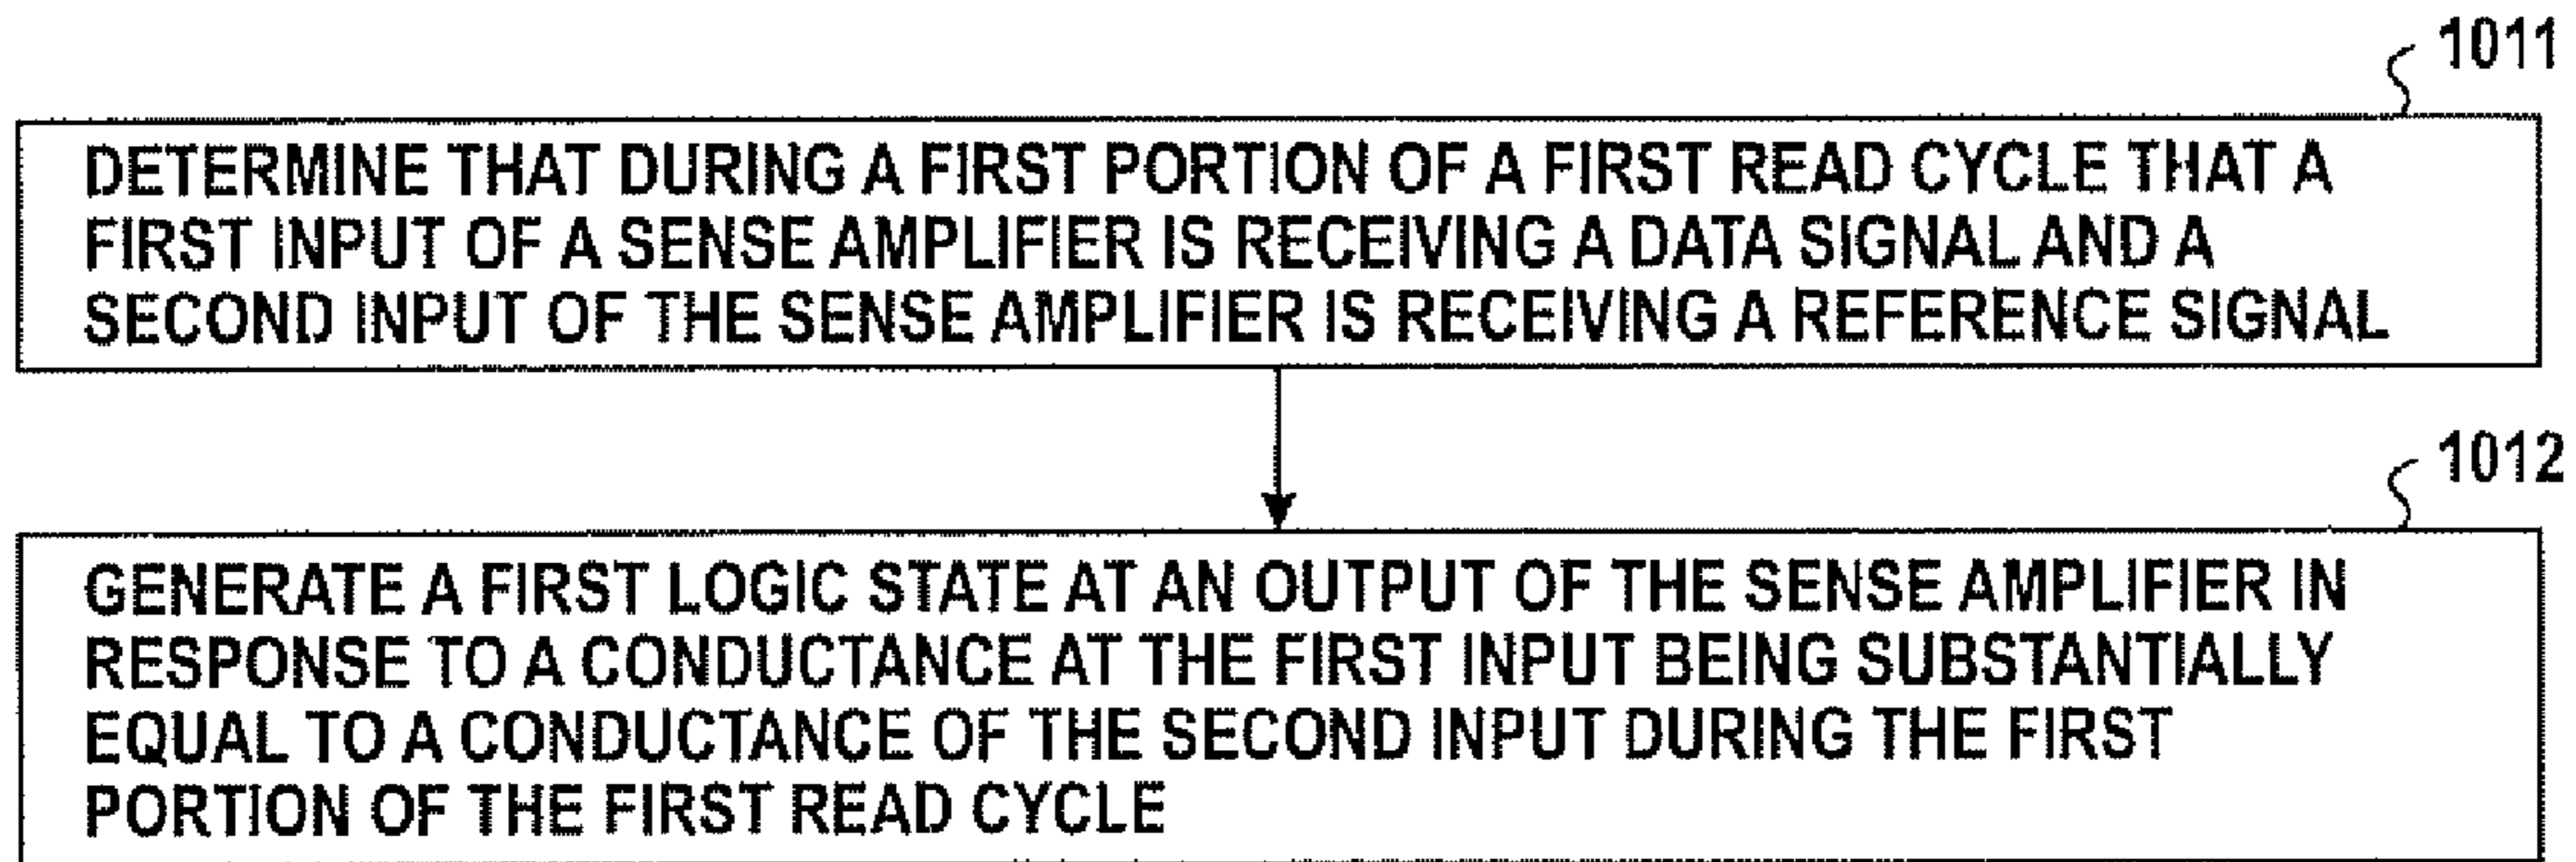 1011
DETERMINE THAT DURING A FIRST PORTION OF A FIRST READ CYCLE THAT A
FIRST INPUT OF A SENSE AMPLIFIER IS RECEIVING A DATA SIGNAL AND A
SECOND INPUT OF THE SENSE AMPLIFIER IS RECEIVING A REFERENCE SIGNAL
1012
GENERATE A FIRST LOGIC STATE AT AN OUTPUT OF THE SENSE AMPLIFIER IN
RESPONSE TO A CONDUCTANCE AT THE FIRST INPUT BEING SUBSTANTIALLY
EQUAL TO A CONDUCTANCE OF THE SECOND INPUT DURING THE FIRST
PORTION OF THE FIRST READ CYCLE